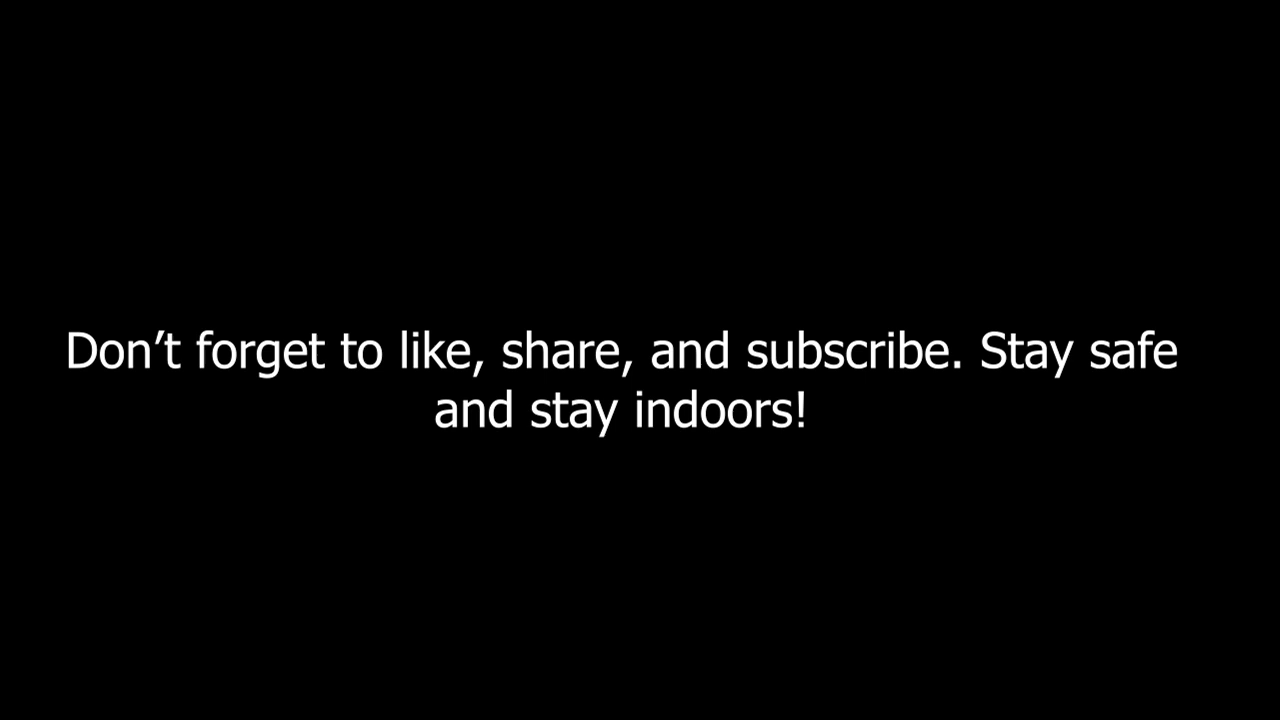 Don’t forget to like, share, and subscribe. Stay safe
and stay indoors!